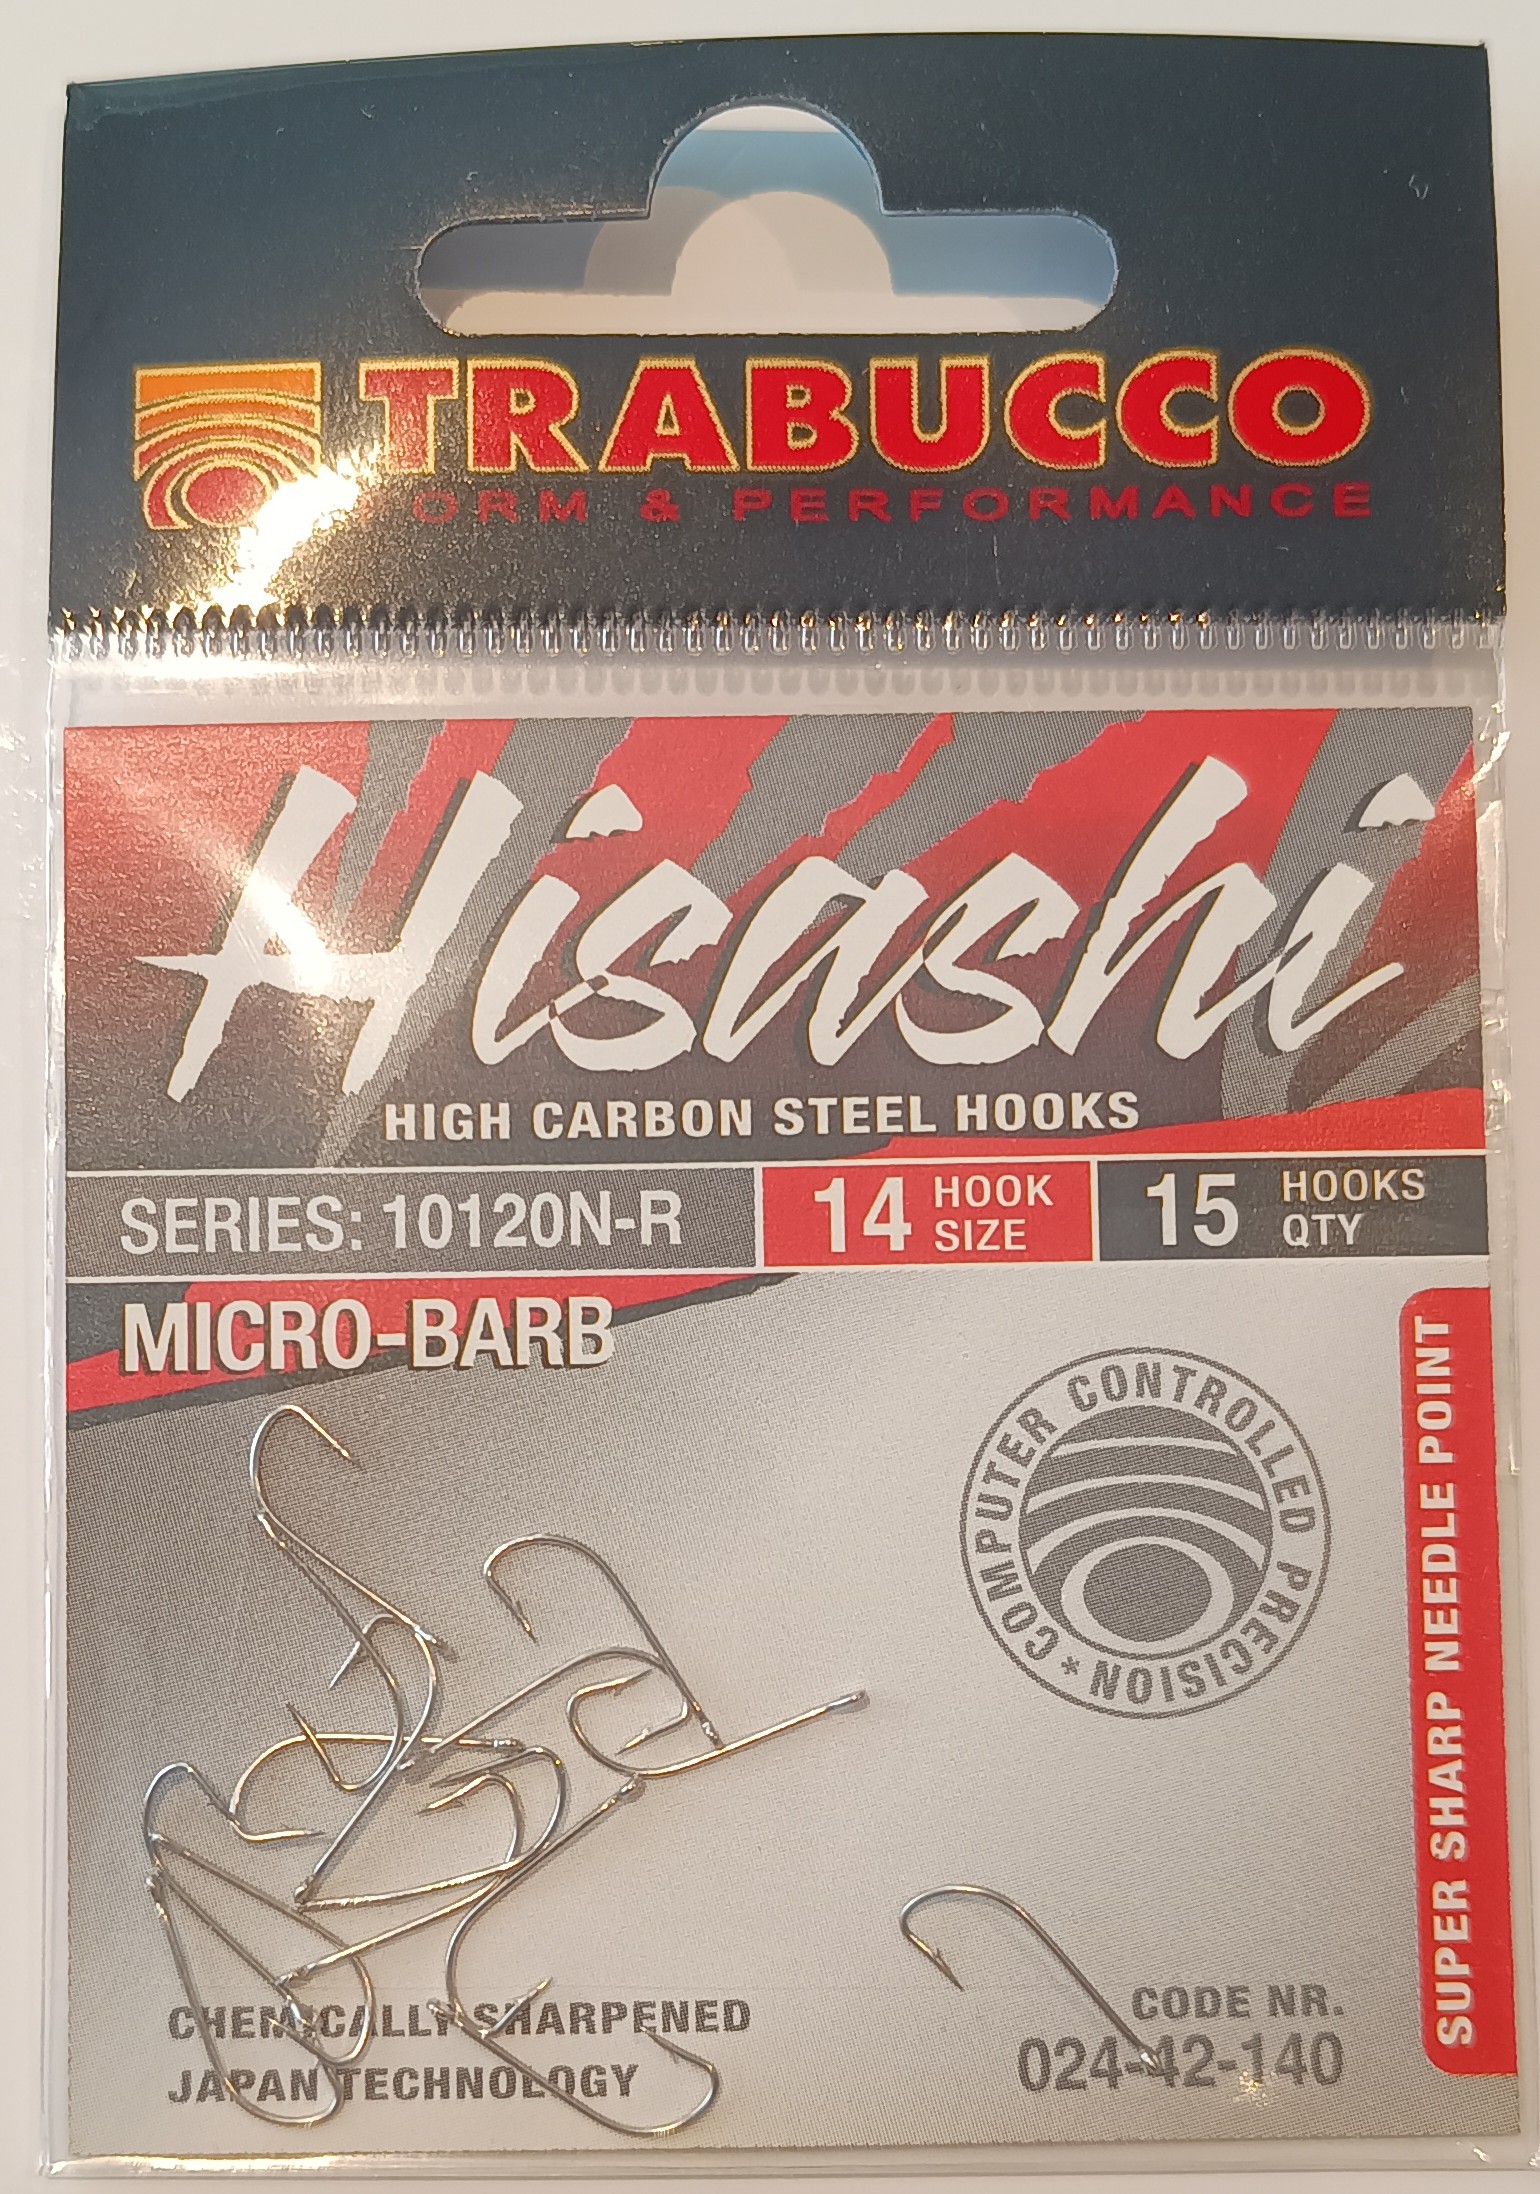 TRABUCCO
FORM & PERFORMANCE
Hisashi
HIGH CARBON STEEL HOOKS
SERIES: 10120N-R
14 HOOK SIZE
15 HOOKS QTY
MICRO-BARB
COMPUTER CONTROLLED PRECISION *
SUPER SHARP NEEDLE POINT
CHEMICALLY SHARPENED
JAPAN TECHNOLOGY
CODE NR.
024-42-140